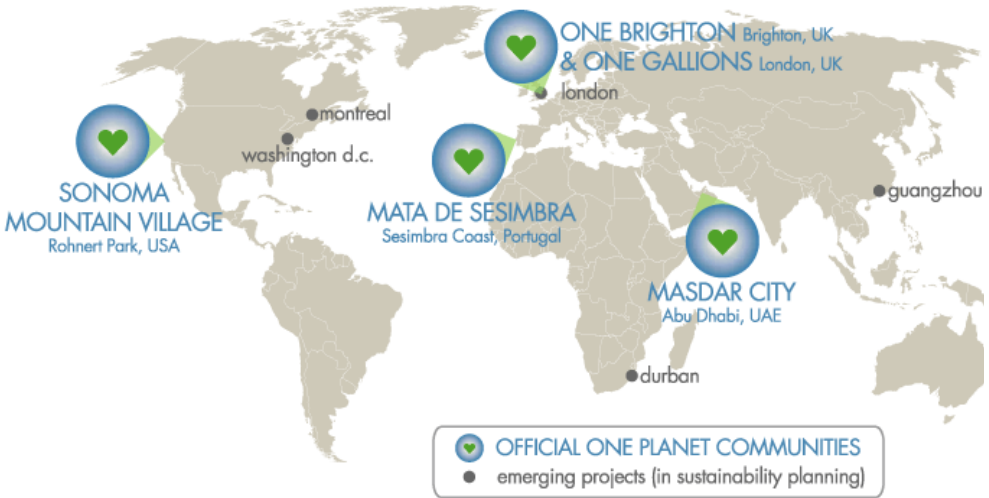 ONE BRIGHTON Brighton, UK
& ONE GALLIONS London, UK
london
montreal
washington d.c.
SONOMA
MOUNTAIN VILLAGE
Rohnert Park, USA
MATA DE SESIMBRA
Sesimbra Coast, Portugal
guangzhou
MASDAR CITY
Abu Dhabi, UAE
durban
OFFICIAL ONE PLANET COMMUNITIES
emerging projects (in sustainability planning)